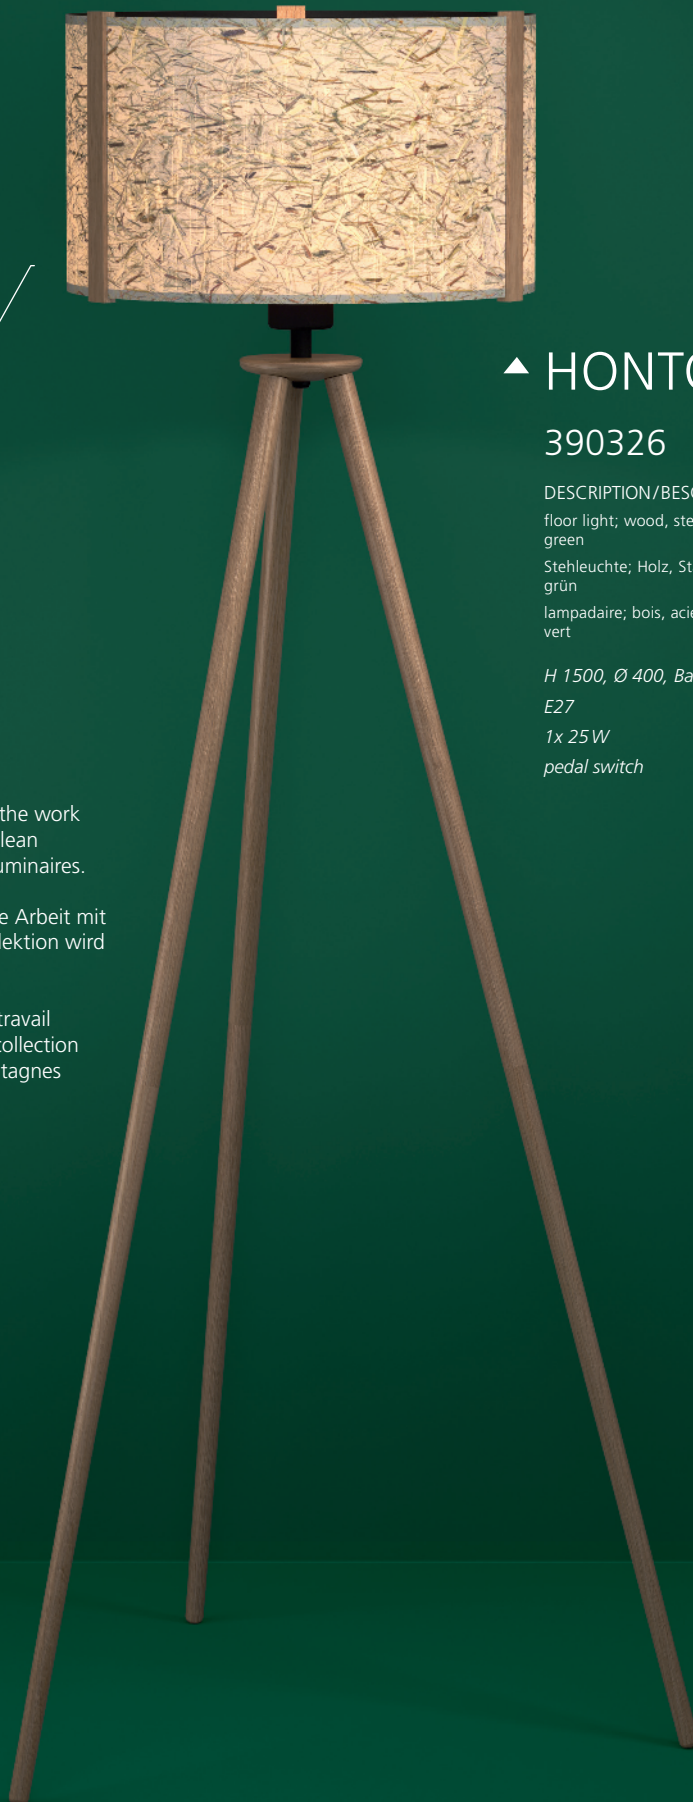 HONTO
390326
DESCRIPTION/BESC
floor light; wood, ste
green
Stehleuchte; Holz, St
grün
lampadaire; bois, acie
vert
H 1500, Ø 400, Ba
E27
1x 25W
pedal switch
the work
lean
uminaires.
e Arbeit mit
lektion wird
travail
collection
tagnes